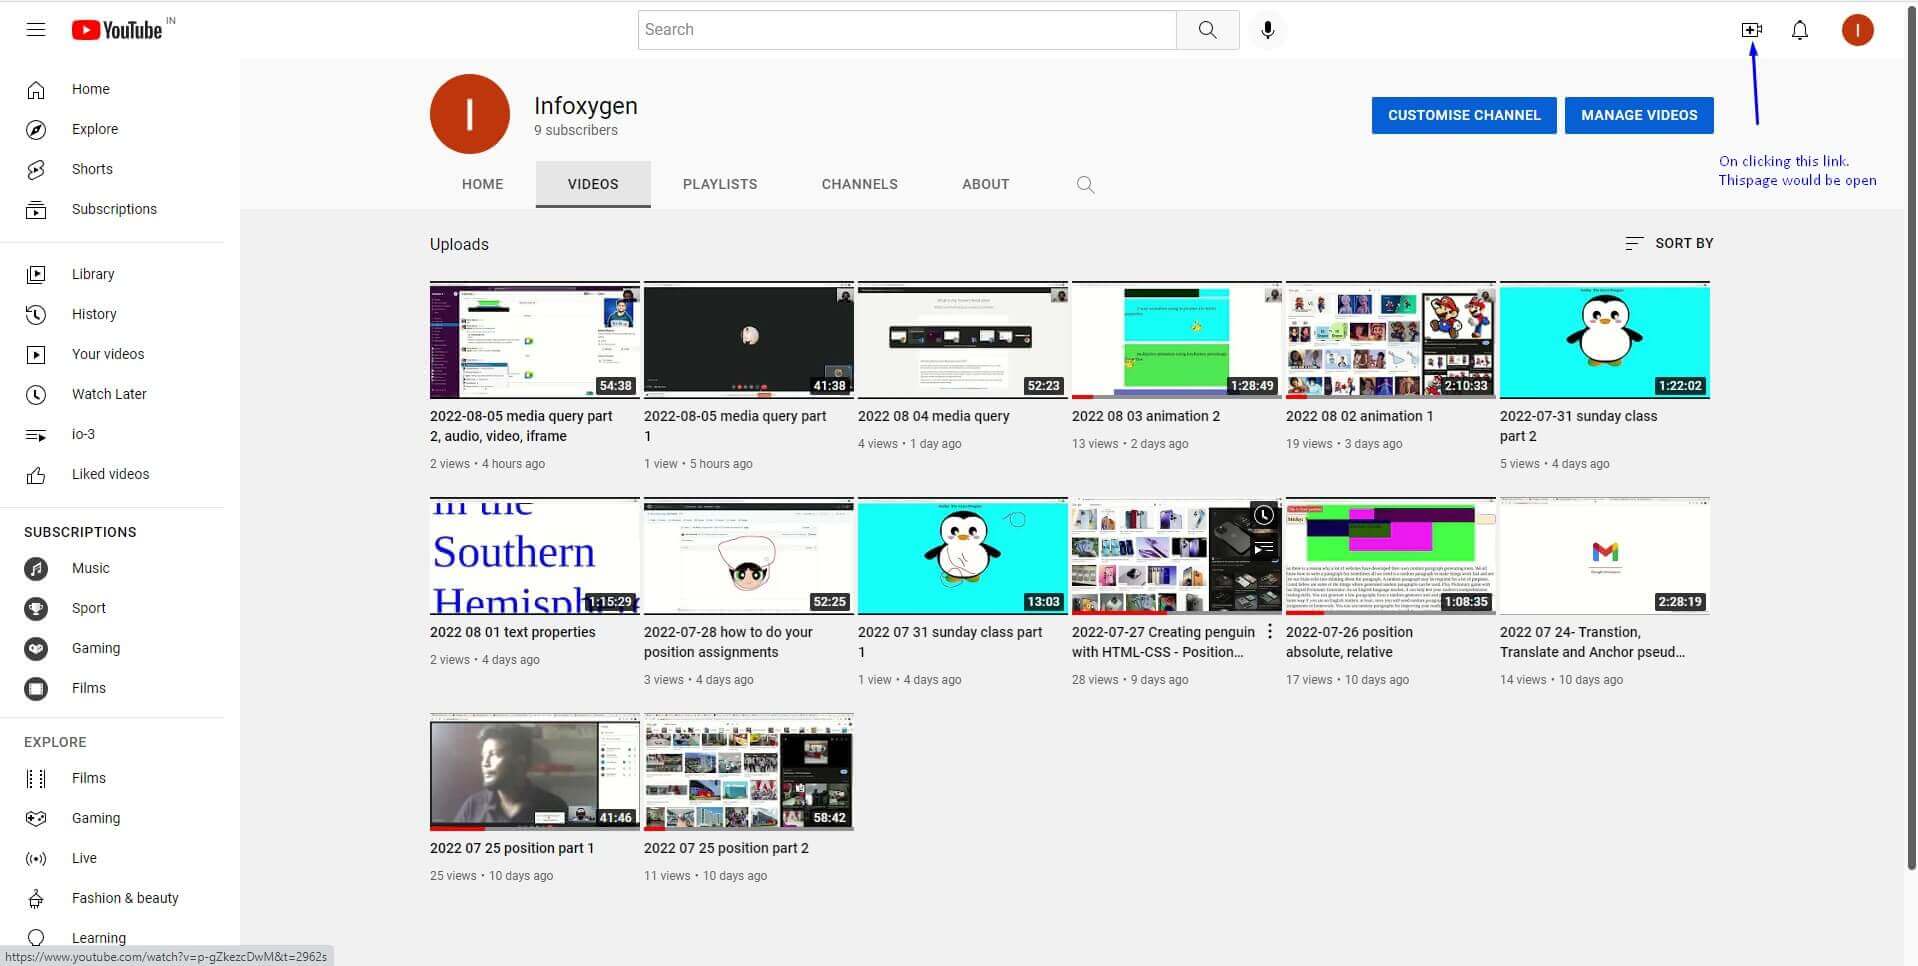 YouTube IN
Search
I
Home
Explore
Shorts
Subscriptions
Library
History
Your videos
Watch Later
io-3
Liked videos
SUBSCRIPTIONS
Music
Sport
Gaming
Films
EXPLORE
Films
Gaming
Live
Fashion & beauty
Learning
https://www.youtube.com/watch?v=p-gZkezcDwM&t=2962s
I
Infoxygen
9 subscribers
CUSTOMISE CHANNEL
MANAGE VIDEOS
On clicking this link.
Thispage would be open
HOME
VIDEOS
PLAYLISTS
CHANNELS
ABOUT
Uploads
SORT BY
54:38
2022-08-05 media query part
2, audio, video, iframe
2 views • 4 hours ago
41:38
2022-08-05 media query part
1
1 view • 5 hours ago
52:23
2022 08 04 media query
4 views • 1 day ago
1:28:49
2022 08 03 animation 2
13 views • 2 days ago
2:10:33
2022 08 02 animation 1
19 views • 3 days ago
1:22:02
2022-07-31 sunday class
part 2
5 views • 4 days ago
in the
Southern
Hemisphe
1:15:29
2022 08 01 text properties
2 views • 4 days ago
52:25
2022-07-28 how to do your
position assignments
3 views • 4 days ago
13:03
2022 07 31 sunday class part
1
1 view • 4 days ago
2022-07-27 Creating penguin
with HTML-CSS - Position...
28 views • 9 days ago
1:08:35
2022-07-26 position
absolute, relative
17 views • 10 days ago
2:28:19
2022 07 24- Transtion,
Translate and Anchor pseud...
14 views • 10 days ago
41:46
2022 07 25 position part 1
25 views • 10 days ago
58:42
2022 07 25 position part 2
11 views • 10 days ago